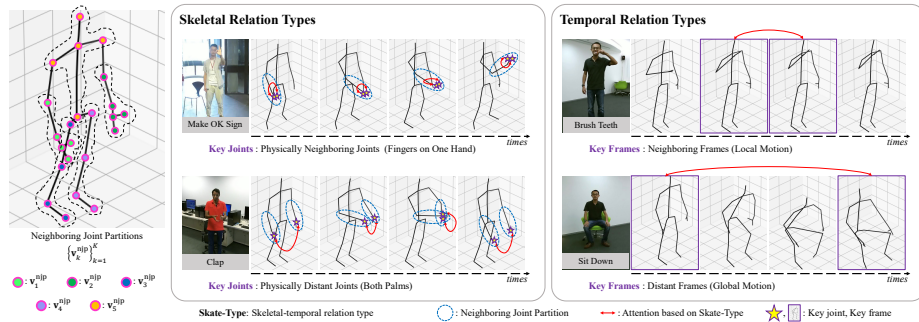 Skeletal Relation Types
Temporal Relation Types
Make OK Sign
times
Key Joints : Physically Neighboring Joints (Fingers on One Hand)
Brush Teeth
times
Key Frames : Neighboring Frames (Local Motion)
Neighboring Joint Partitions
{v_k^njp}_{k=1}^K
: v_1^njp : v_2^njp : v_3^njp
: v_4^njp : v_5^njp
Clap
times
Key Joints : Physically Distant Joints (Both Palms)
Sit Down
times
Key Frames : Distant Frames (Global Motion)
Skate-Type: Skeletal-temporal relation type : Neighboring Joint Partition : Attention based on Skate-Type , : Key joint, Key frame